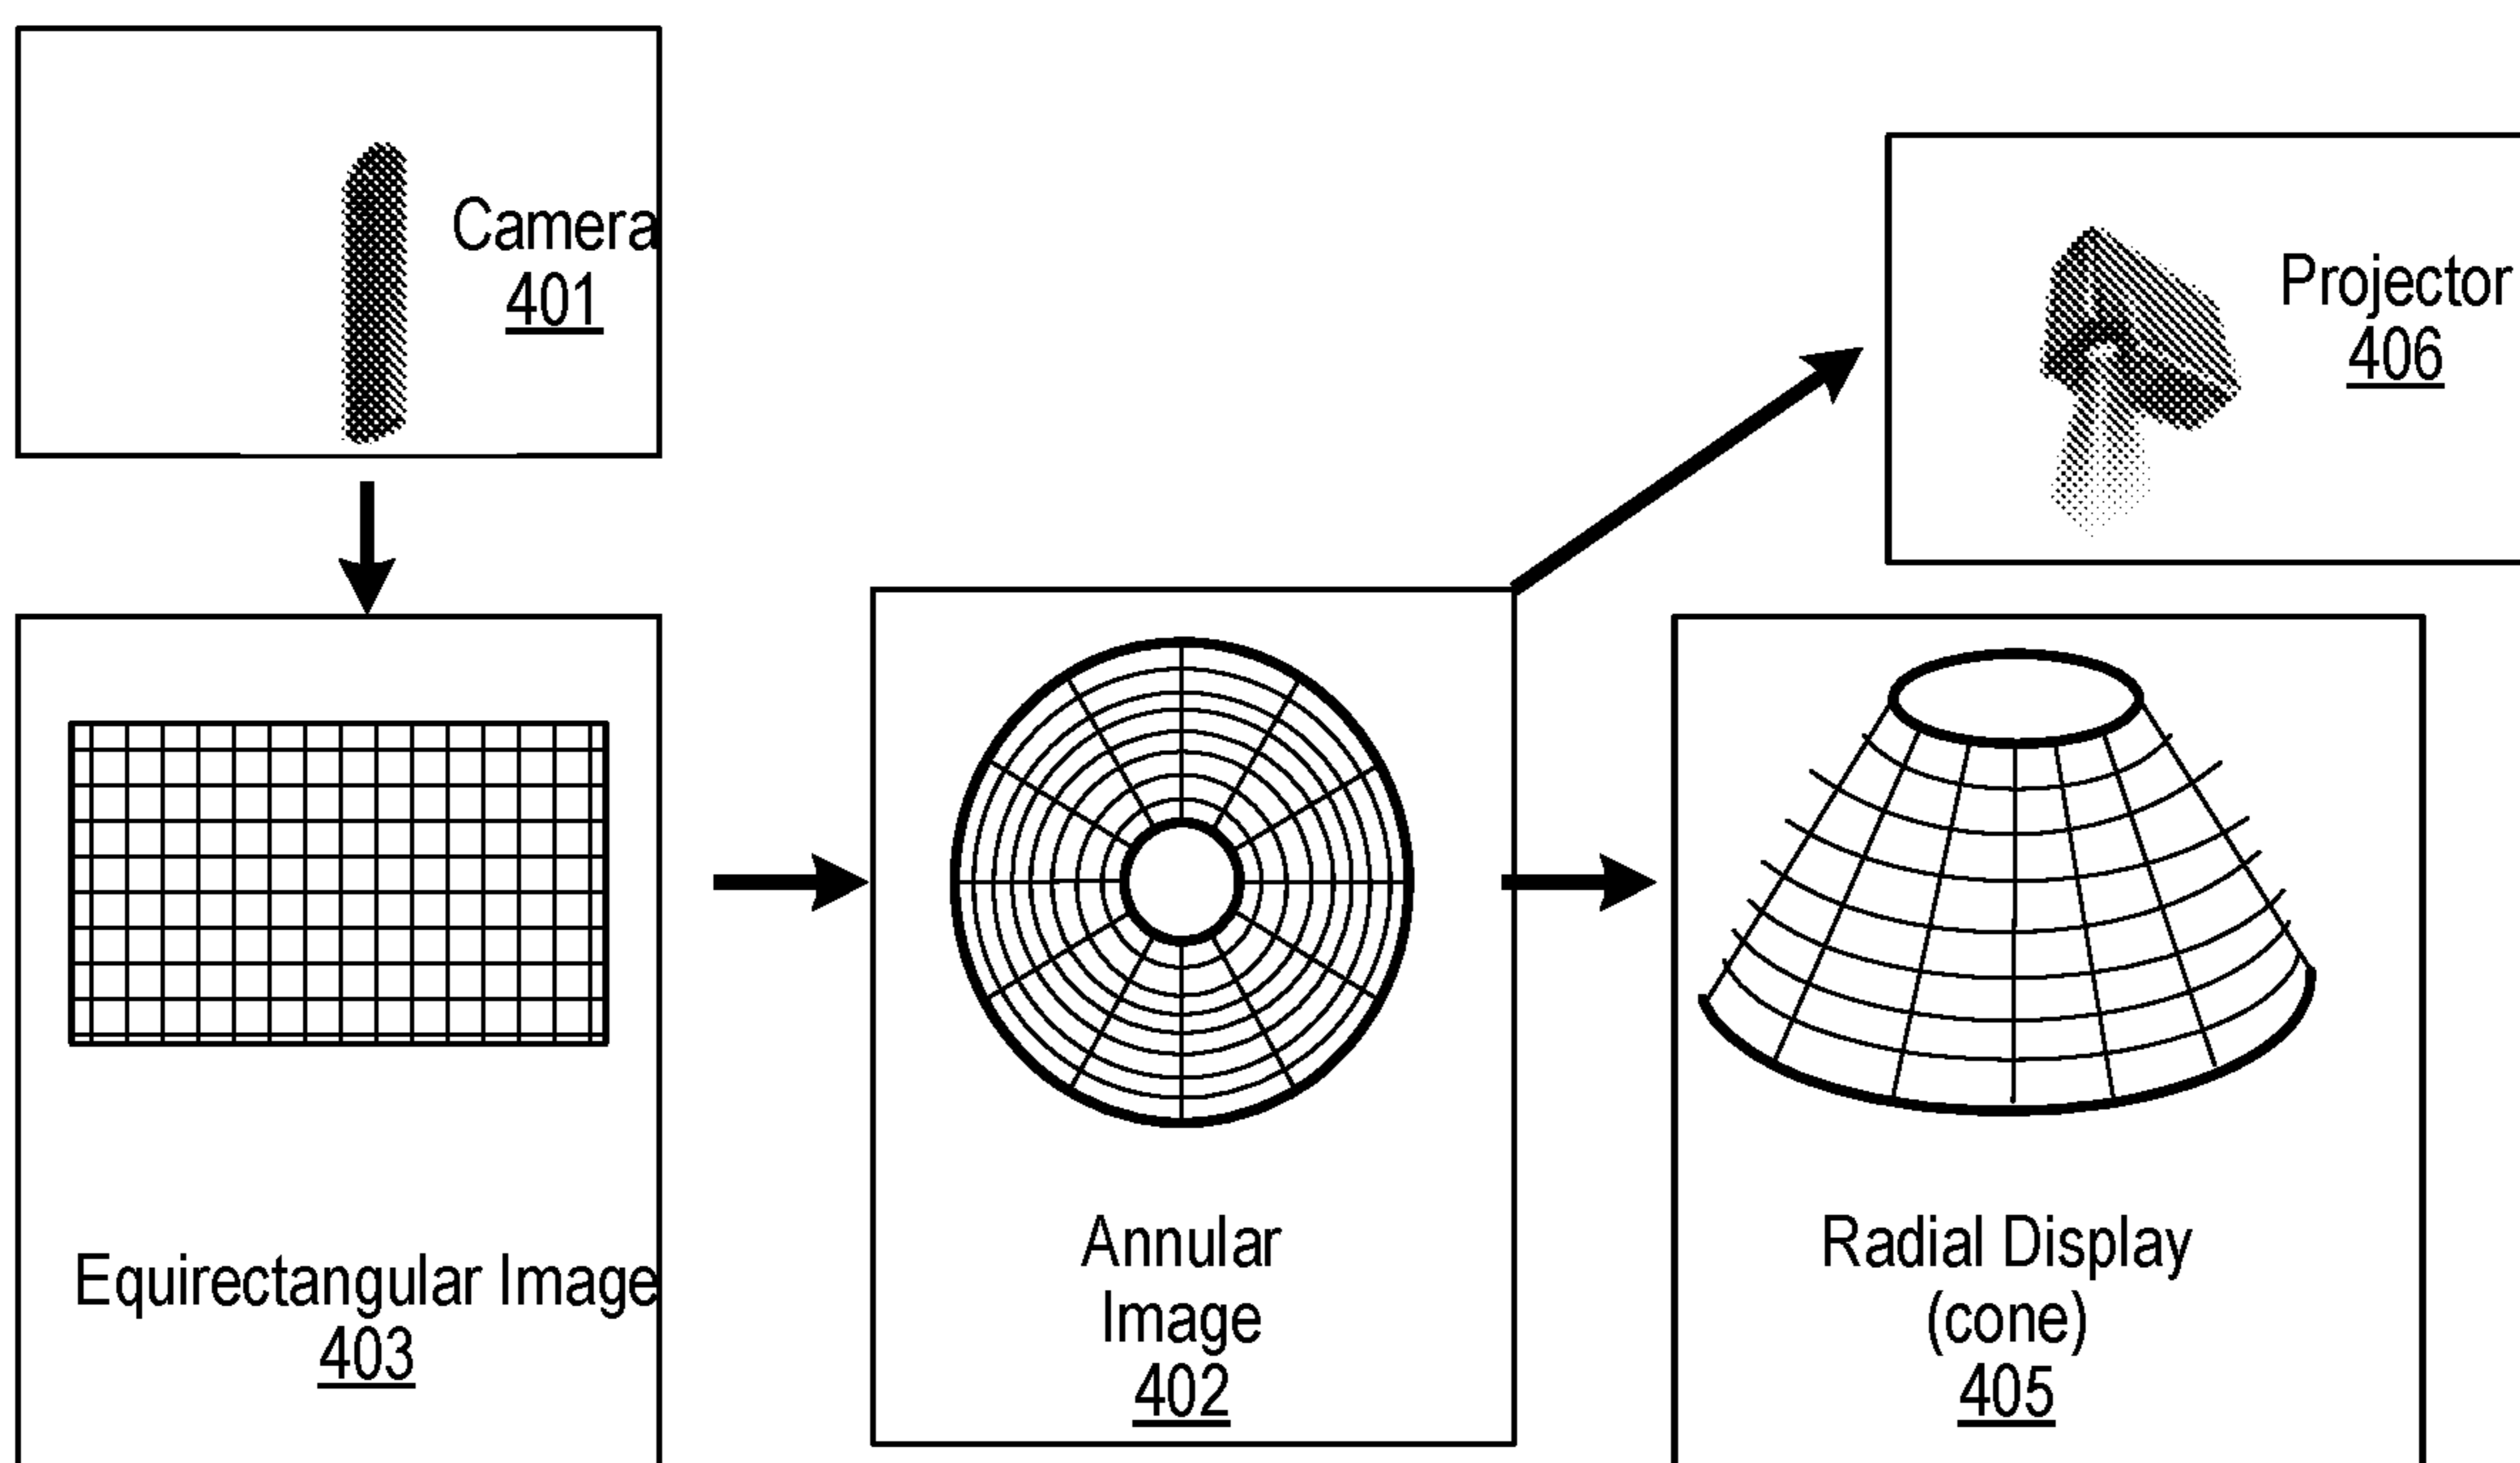 Camera
401
Projector
406
Equirectangular Image
403
Annular
Image
402
Radial Display
(cone)
405